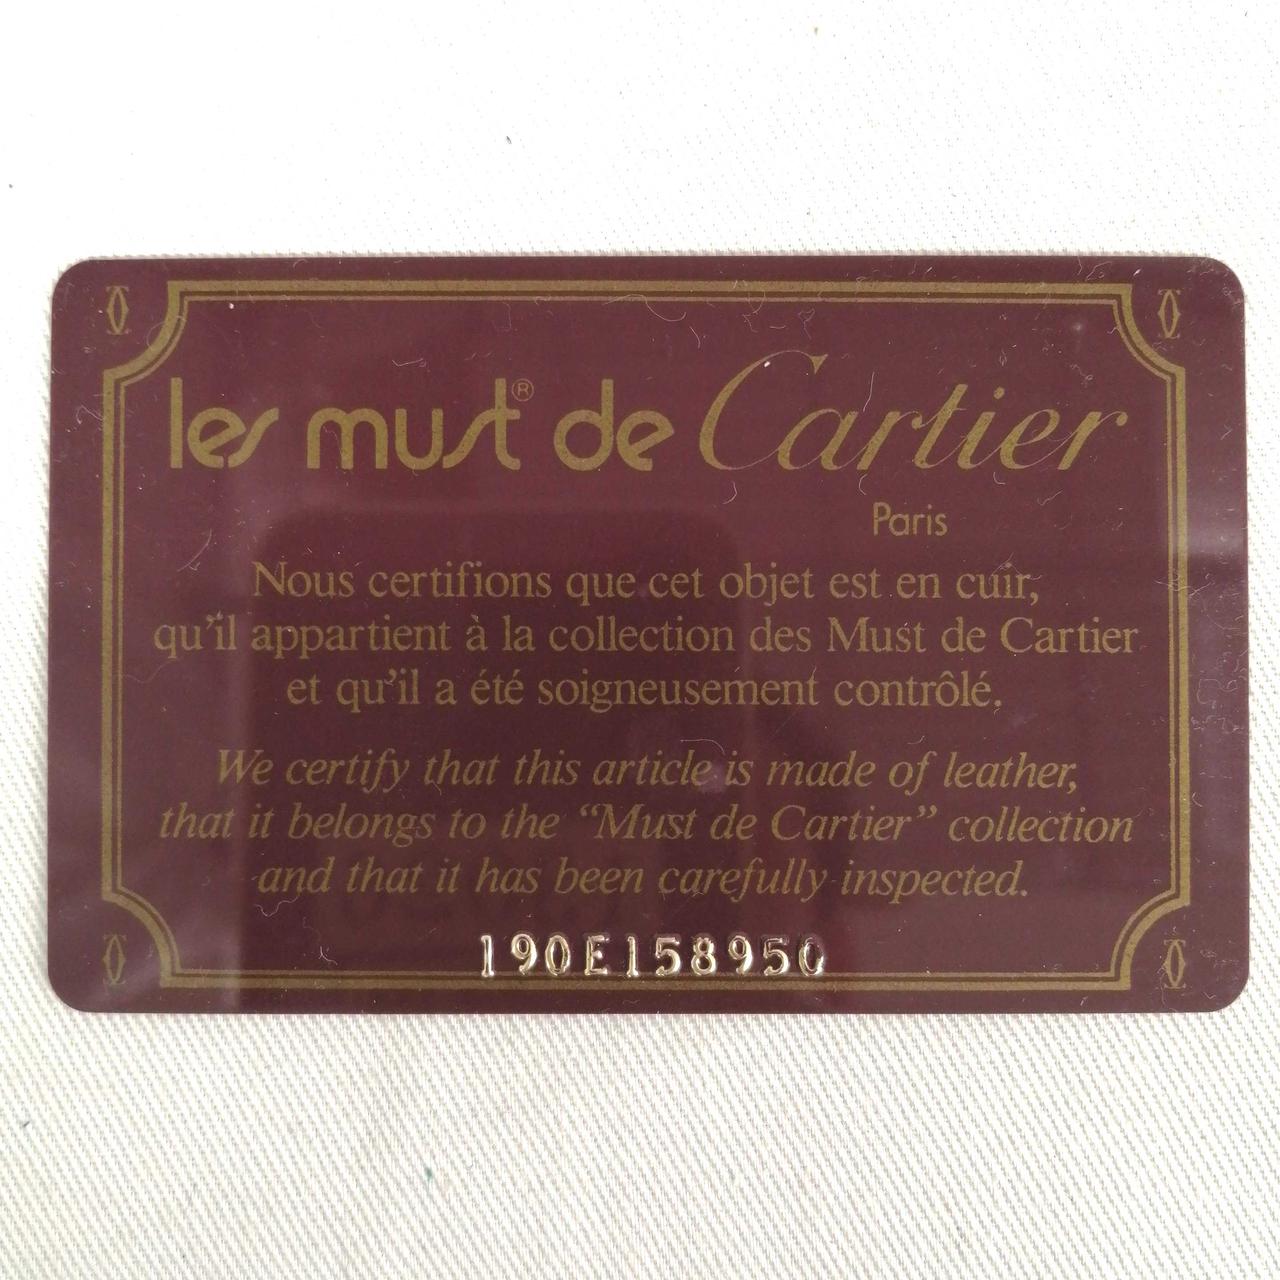 les must® de Cartier
Paris
Nous certifions que cet objet est en cuir,
qu'il appartient à la collection des Must de Cartier
et qu'il a été soigneusement contrôlé.
We certify that this article is made of leather,
that it belongs to the “Must de Cartier” collection
and that it has been carefully inspected.
190E158950